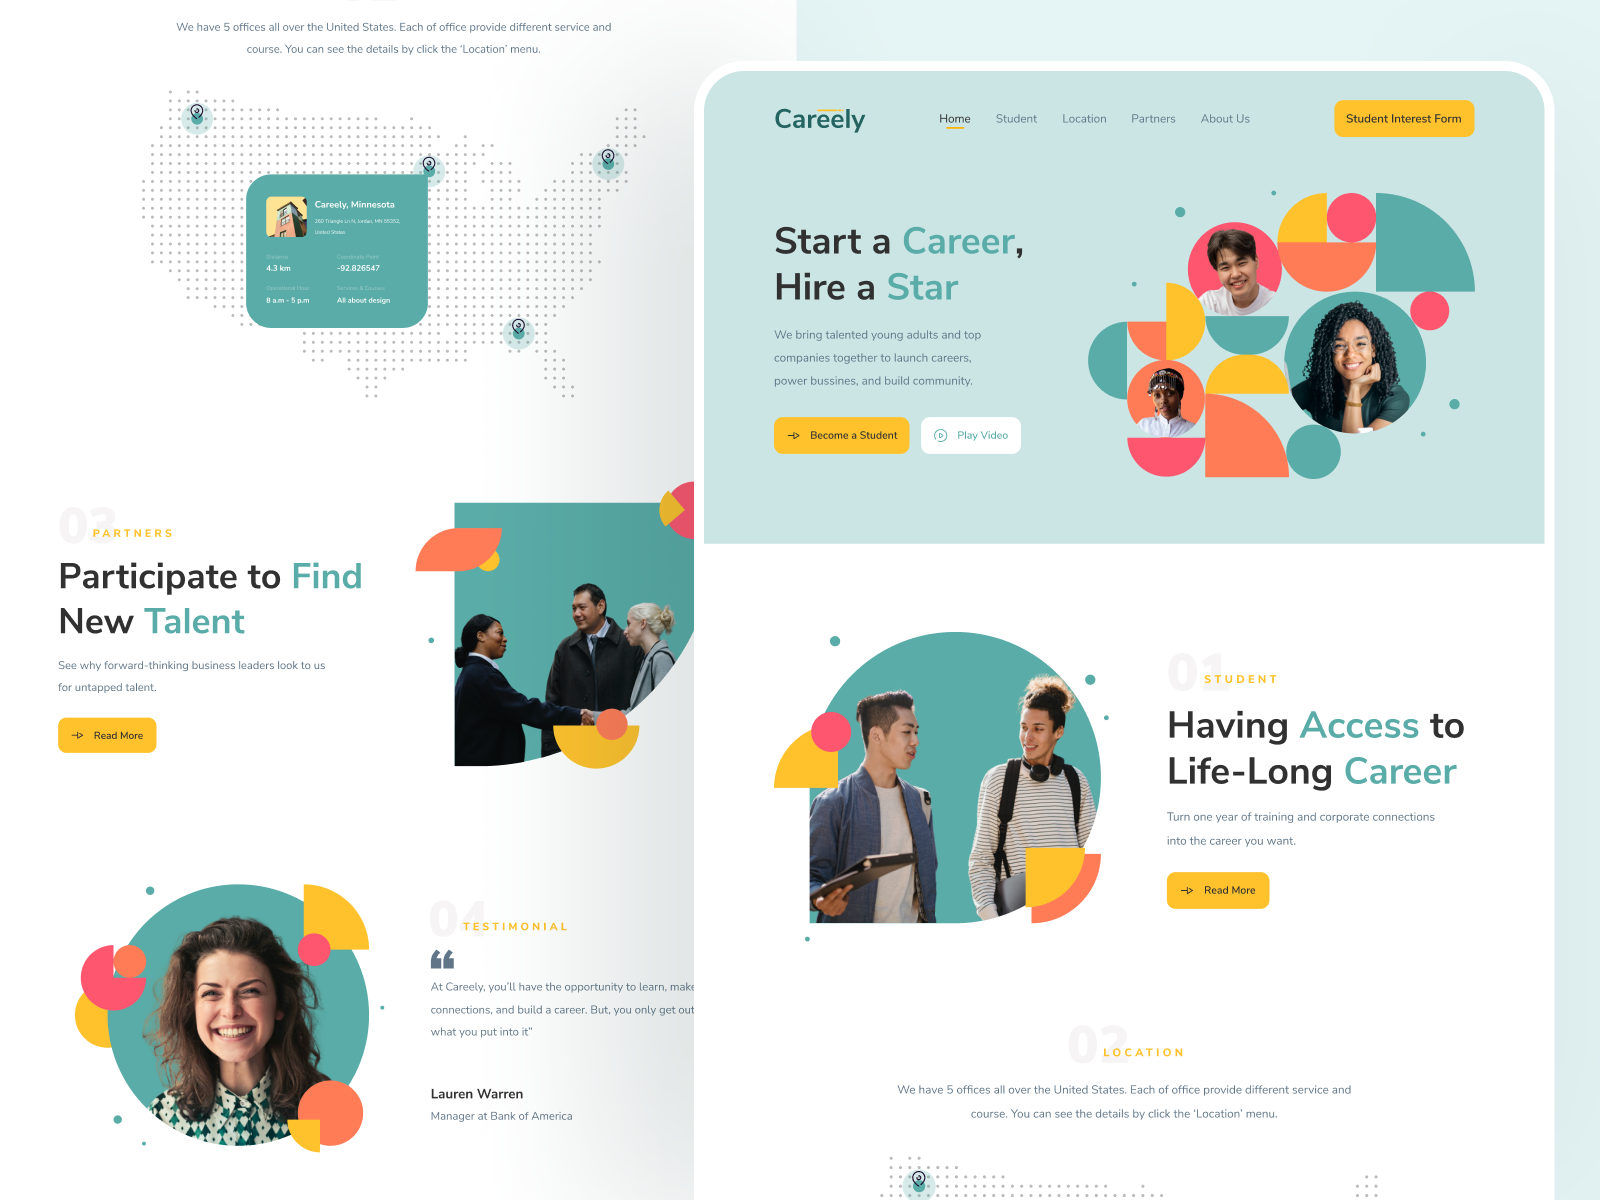 We have 5 offices all over the United States. Each of office provide different service and
course. You can see the details by click the ‘Location’ menu.
Careely, Minnesota
260 Triangle Ln N, Jordan, MN 55352,
United States
Distance
4.3 km
Coordinate Point
-92.826547
Operational Hour
8 a.m - 5 p.m
Services & Courses
All about design
03
PARTNERS
Participate to Find
New Talent
See why forward-thinking business leaders look to us
for untapped talent.
Read More
04
TESTIMONIAL
“
At Careely, you’ll have the opportunity to learn, make
connections, and build a career. But, you only get out
what you put into it”
Lauren Warren
Manager at Bank of America
Careely
Home
Student
Location
Partners
About Us
Student Interest Form
Start a Career,
Hire a Star
We bring talented young adults and top
companies together to launch careers,
power bussines, and build community.
Become a Student
Play Video
01
STUDENT
Having Access to
Life-Long Career
Turn one year of training and corporate connections
into the career you want.
Read More
02
LOCATION
We have 5 offices all over the United States. Each of office provide different service and
course. You can see the details by click the ‘Location’ menu.